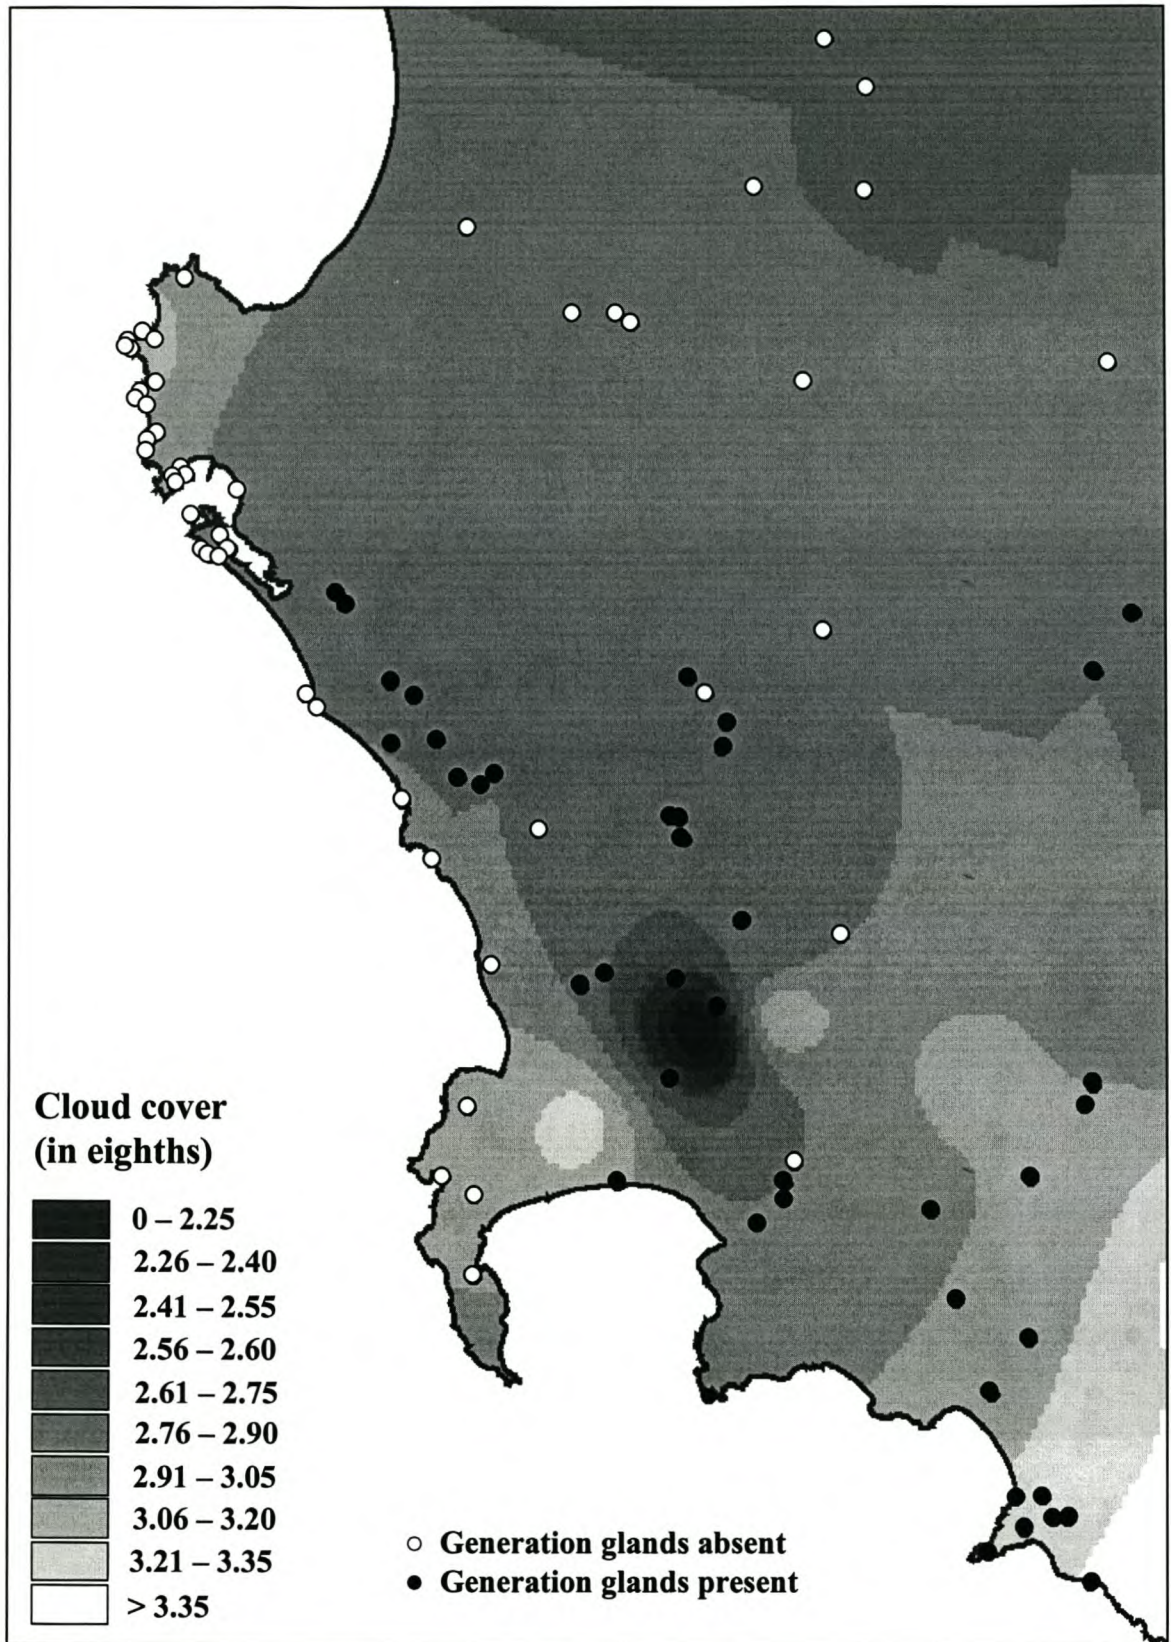 Cloud cover
(in eighths)
0 – 2.25
2.26 – 2.40
2.41 – 2.55
2.56 – 2.60
2.61 – 2.75
2.76 – 2.90
2.91 – 3.05
3.06 – 3.20
3.21 – 3.35
> 3.35
Generation glands absent
Generation glands present